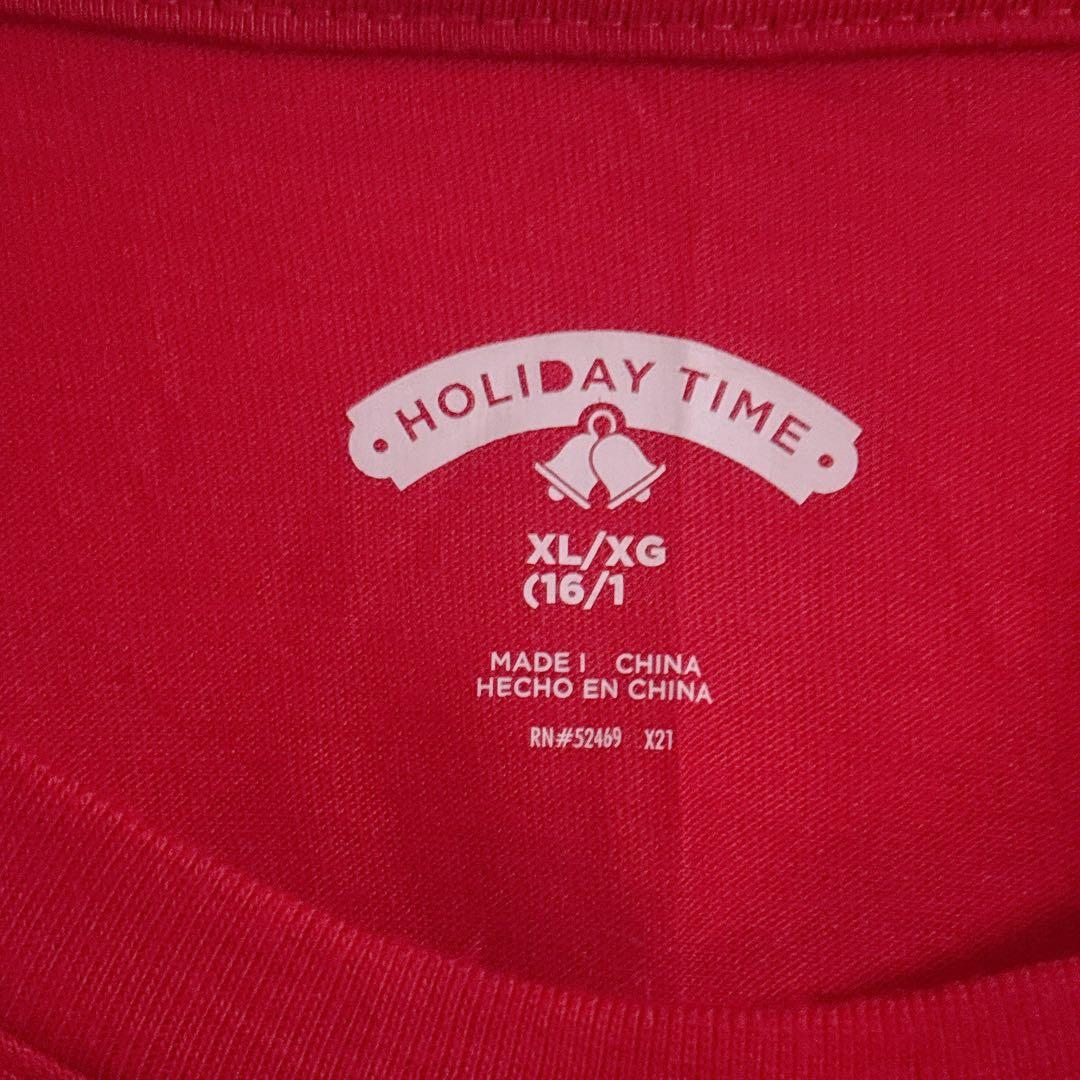 HOLIDAY TIME
XL/XG
(16/1
MADE I CHINA
HECHO EN CHINA
RN#52469 X21